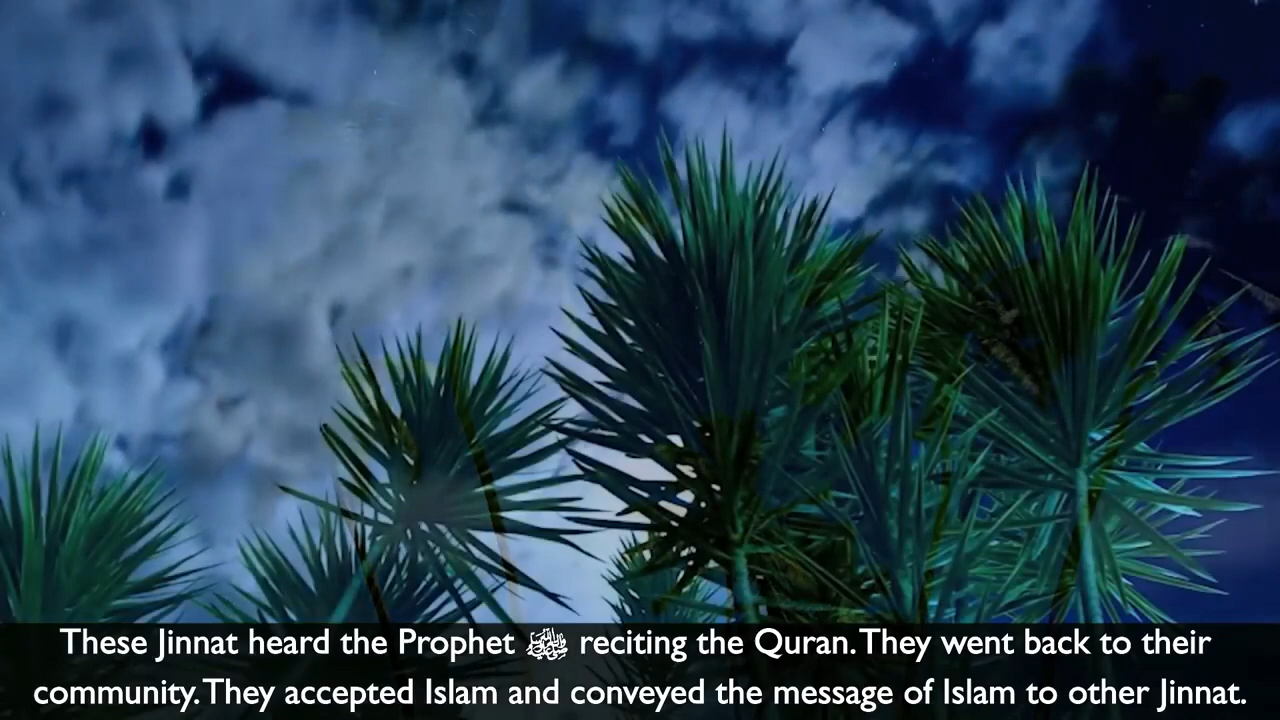 These Jinnat heard the Prophet ﷺ reciting the Quran. They went back to their
community. They accepted Islam and conveyed the message of Islam to other Jinnat.